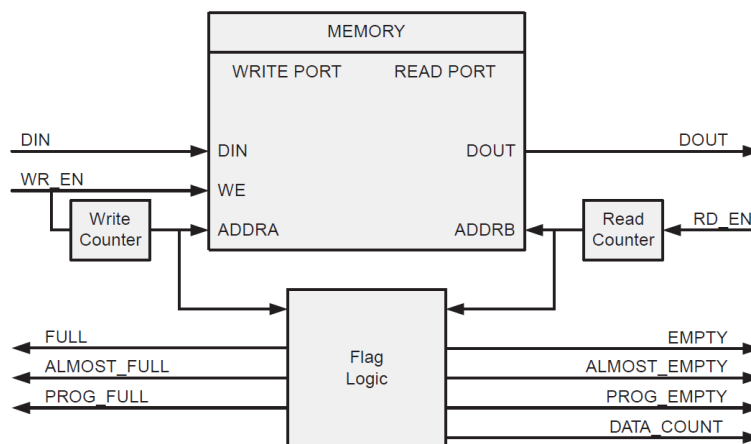 MEMORY
WRITE PORT READ PORT
DIN DIN DOUT DOUT
WR_EN WE
Write
Counter
ADDRA ADDRB
Read
Counter
RD_EN
FULL EMPTY
ALMOST_FULL Flag
Logic ALMOST_EMPTY
PROG_FULL PROG_EMPTY
DATA_COUNT